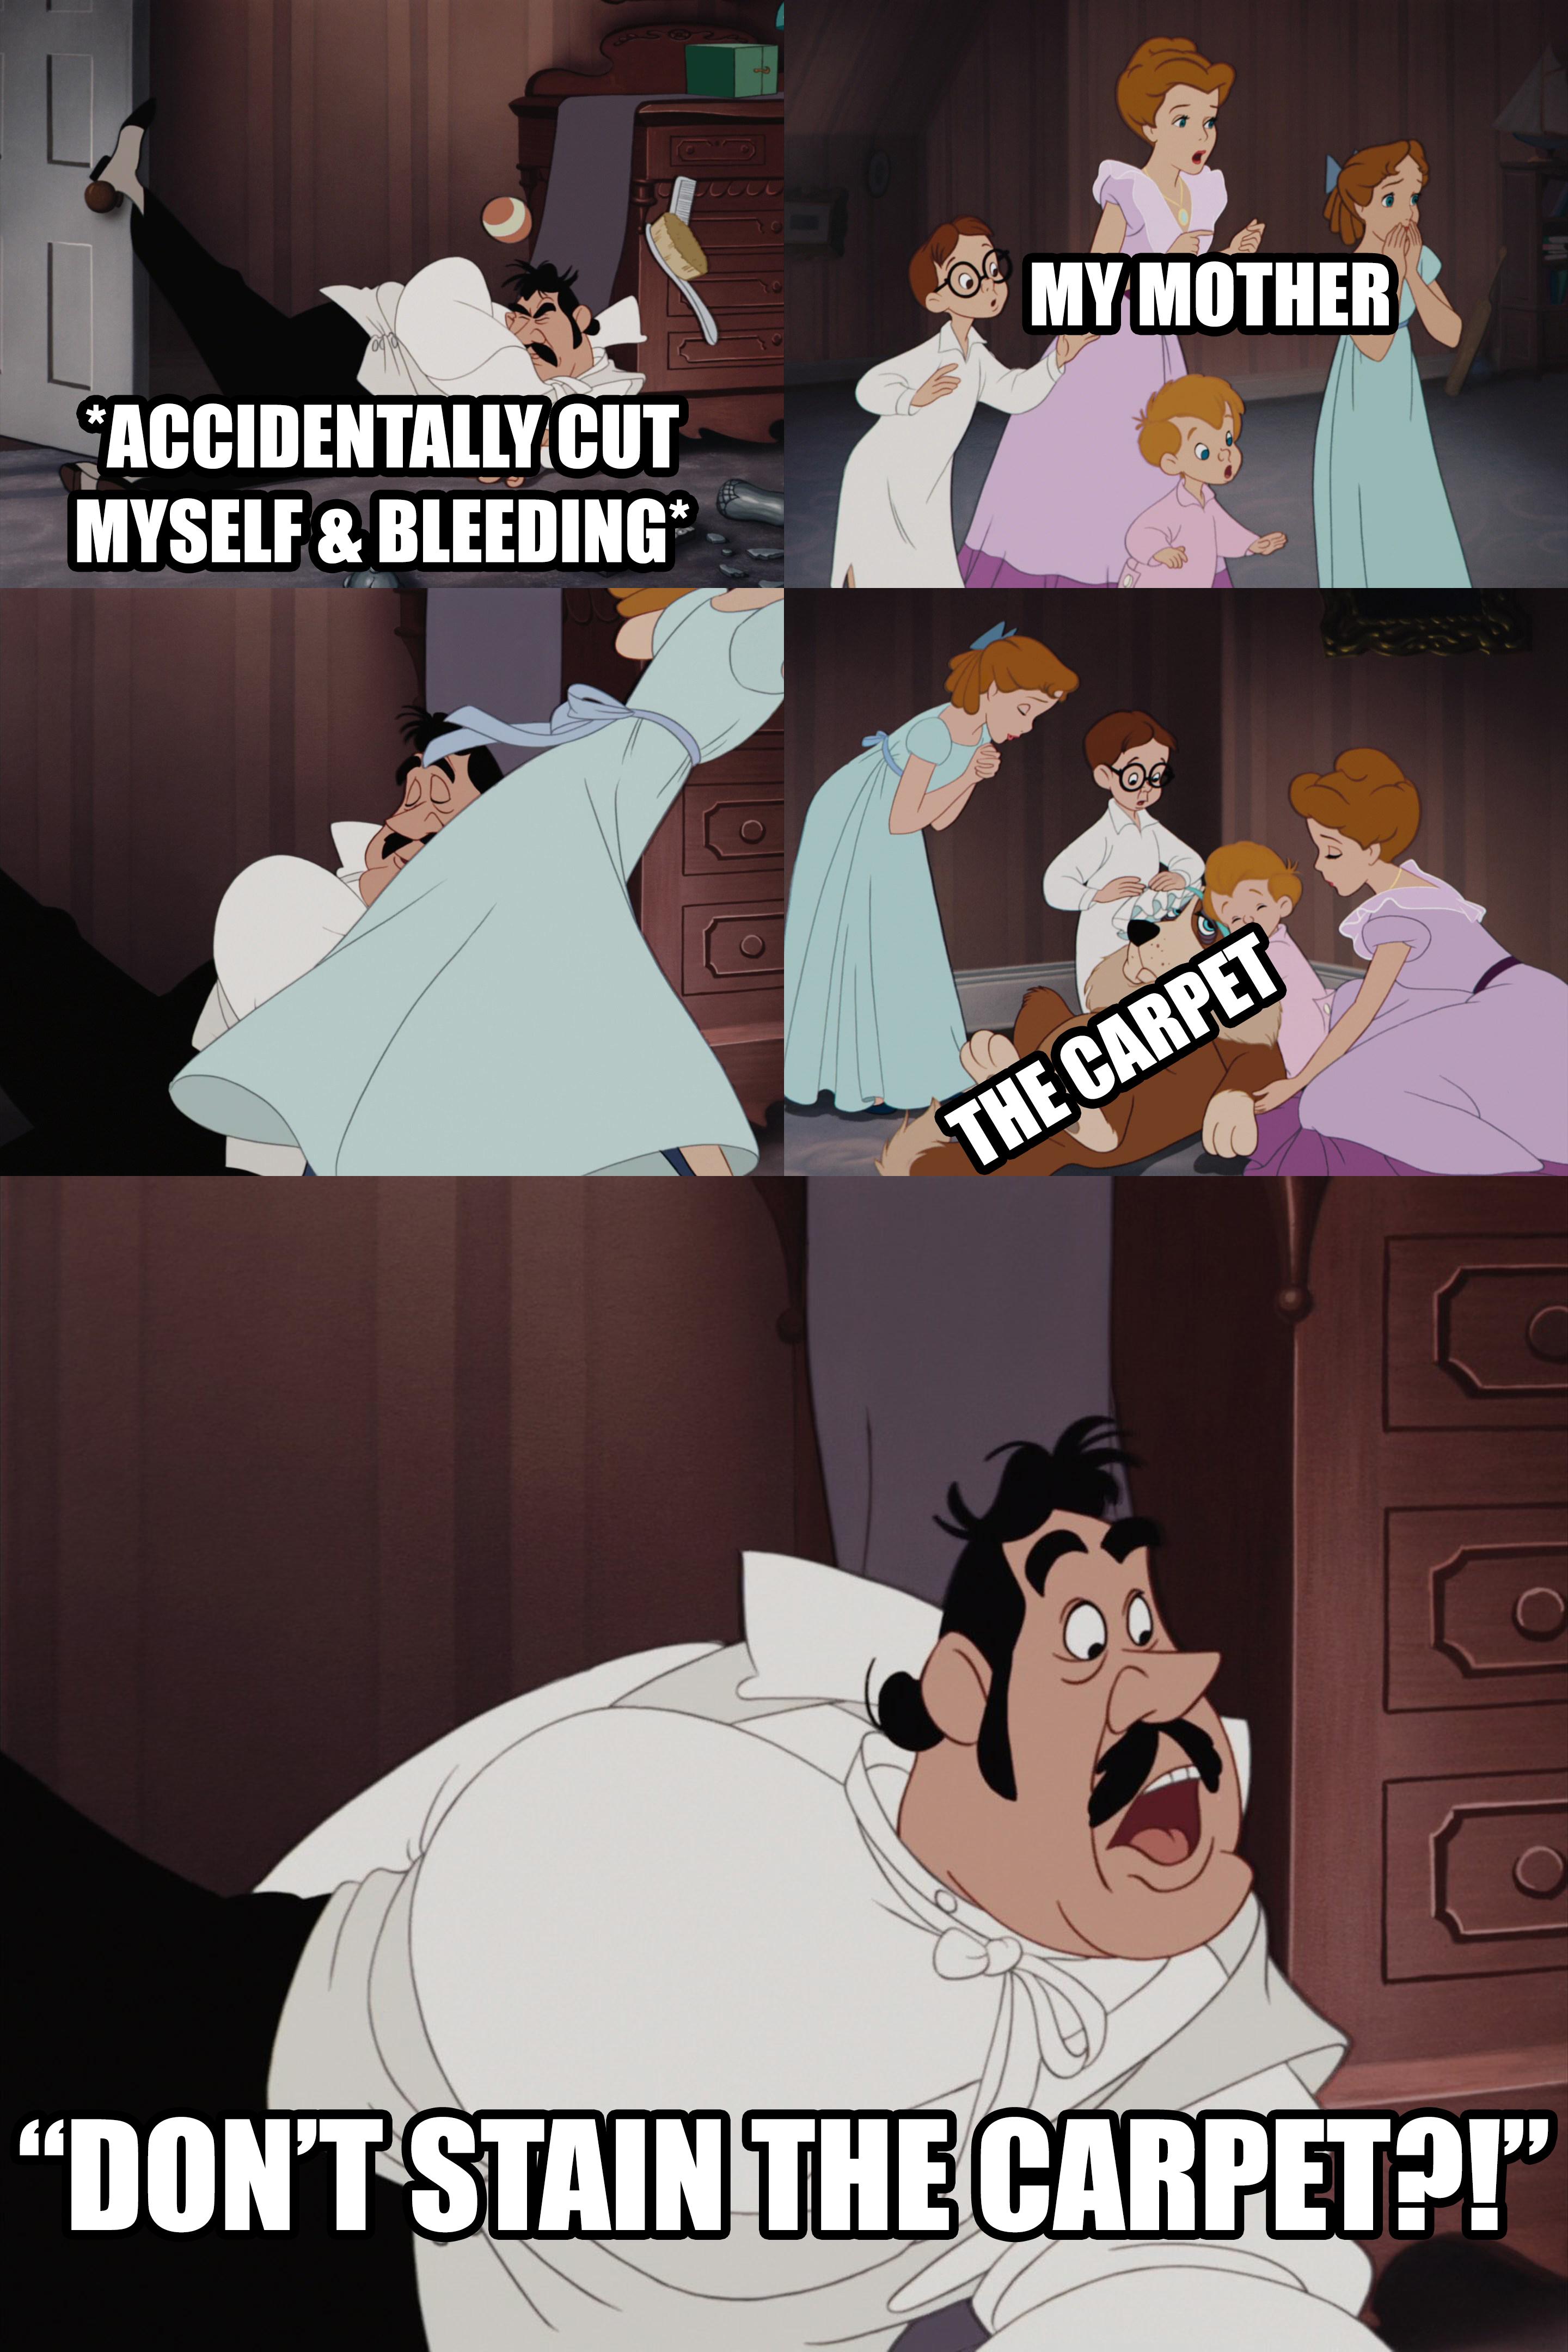 *ACCIDENTALLY CUT
MYSELF & BLEEDING*
MY MOTHER
THE CARPET
“DON’T STAIN THE CARPET?!”